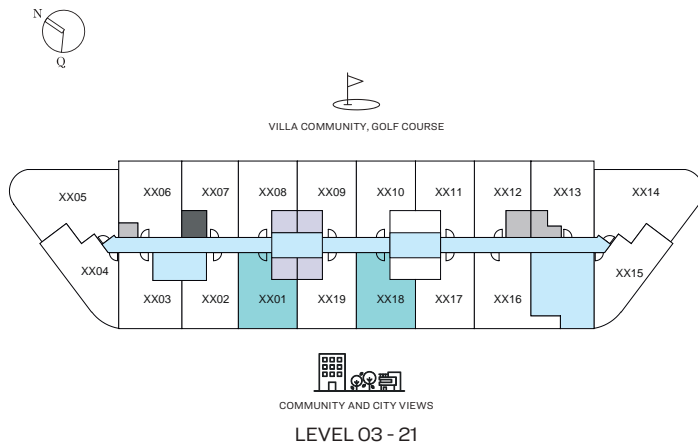 N
Q
VILLA COMMUNITY, GOLF COURSE
XX05
XX06
XX07
XX08
XX09
XX10
XX11
XX12
XX13
XX14
XX04
XX03
XX02
XX01
XX19
XX18
XX17
XX16
XX15
COMMUNITY AND CITY VIEWS
LEVEL 03 - 21